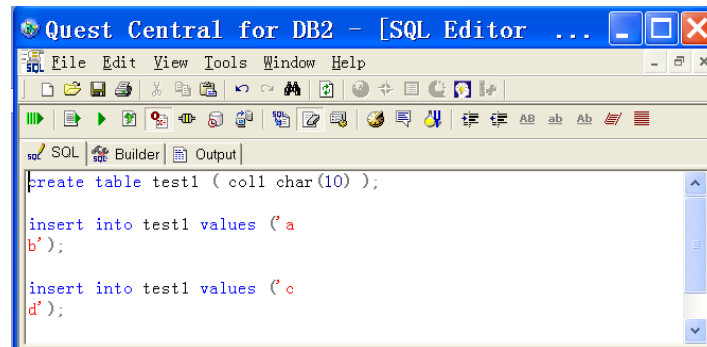 Quest Central for DB2 - [SQL Editor ...
File Edit View Tools Window Help
SQL Builder Output
create table test1 ( col1 char(10) );
insert into test1 values ('a
b');
insert into test1 values ('c
d');